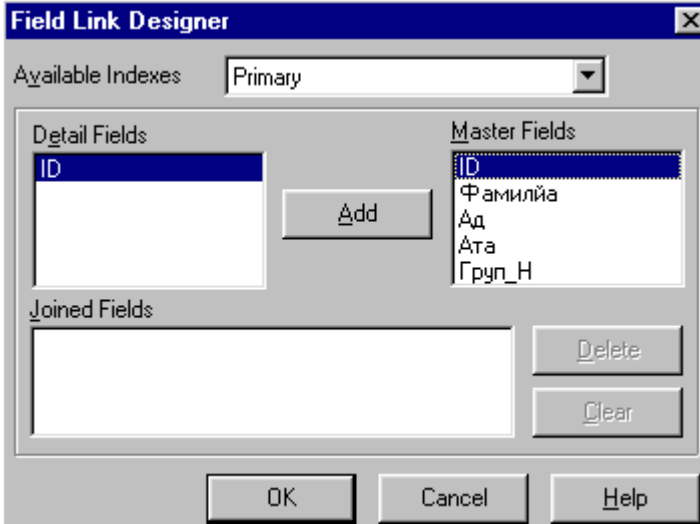 Field Link Designer
Available Indexes
Primary
Detail Fields
Master Fields
ID
Add
ID
Фамилйа
Ад
Ата
Груп_Н
Joined Fields
Delete
Clear
OK
Cancel
Help